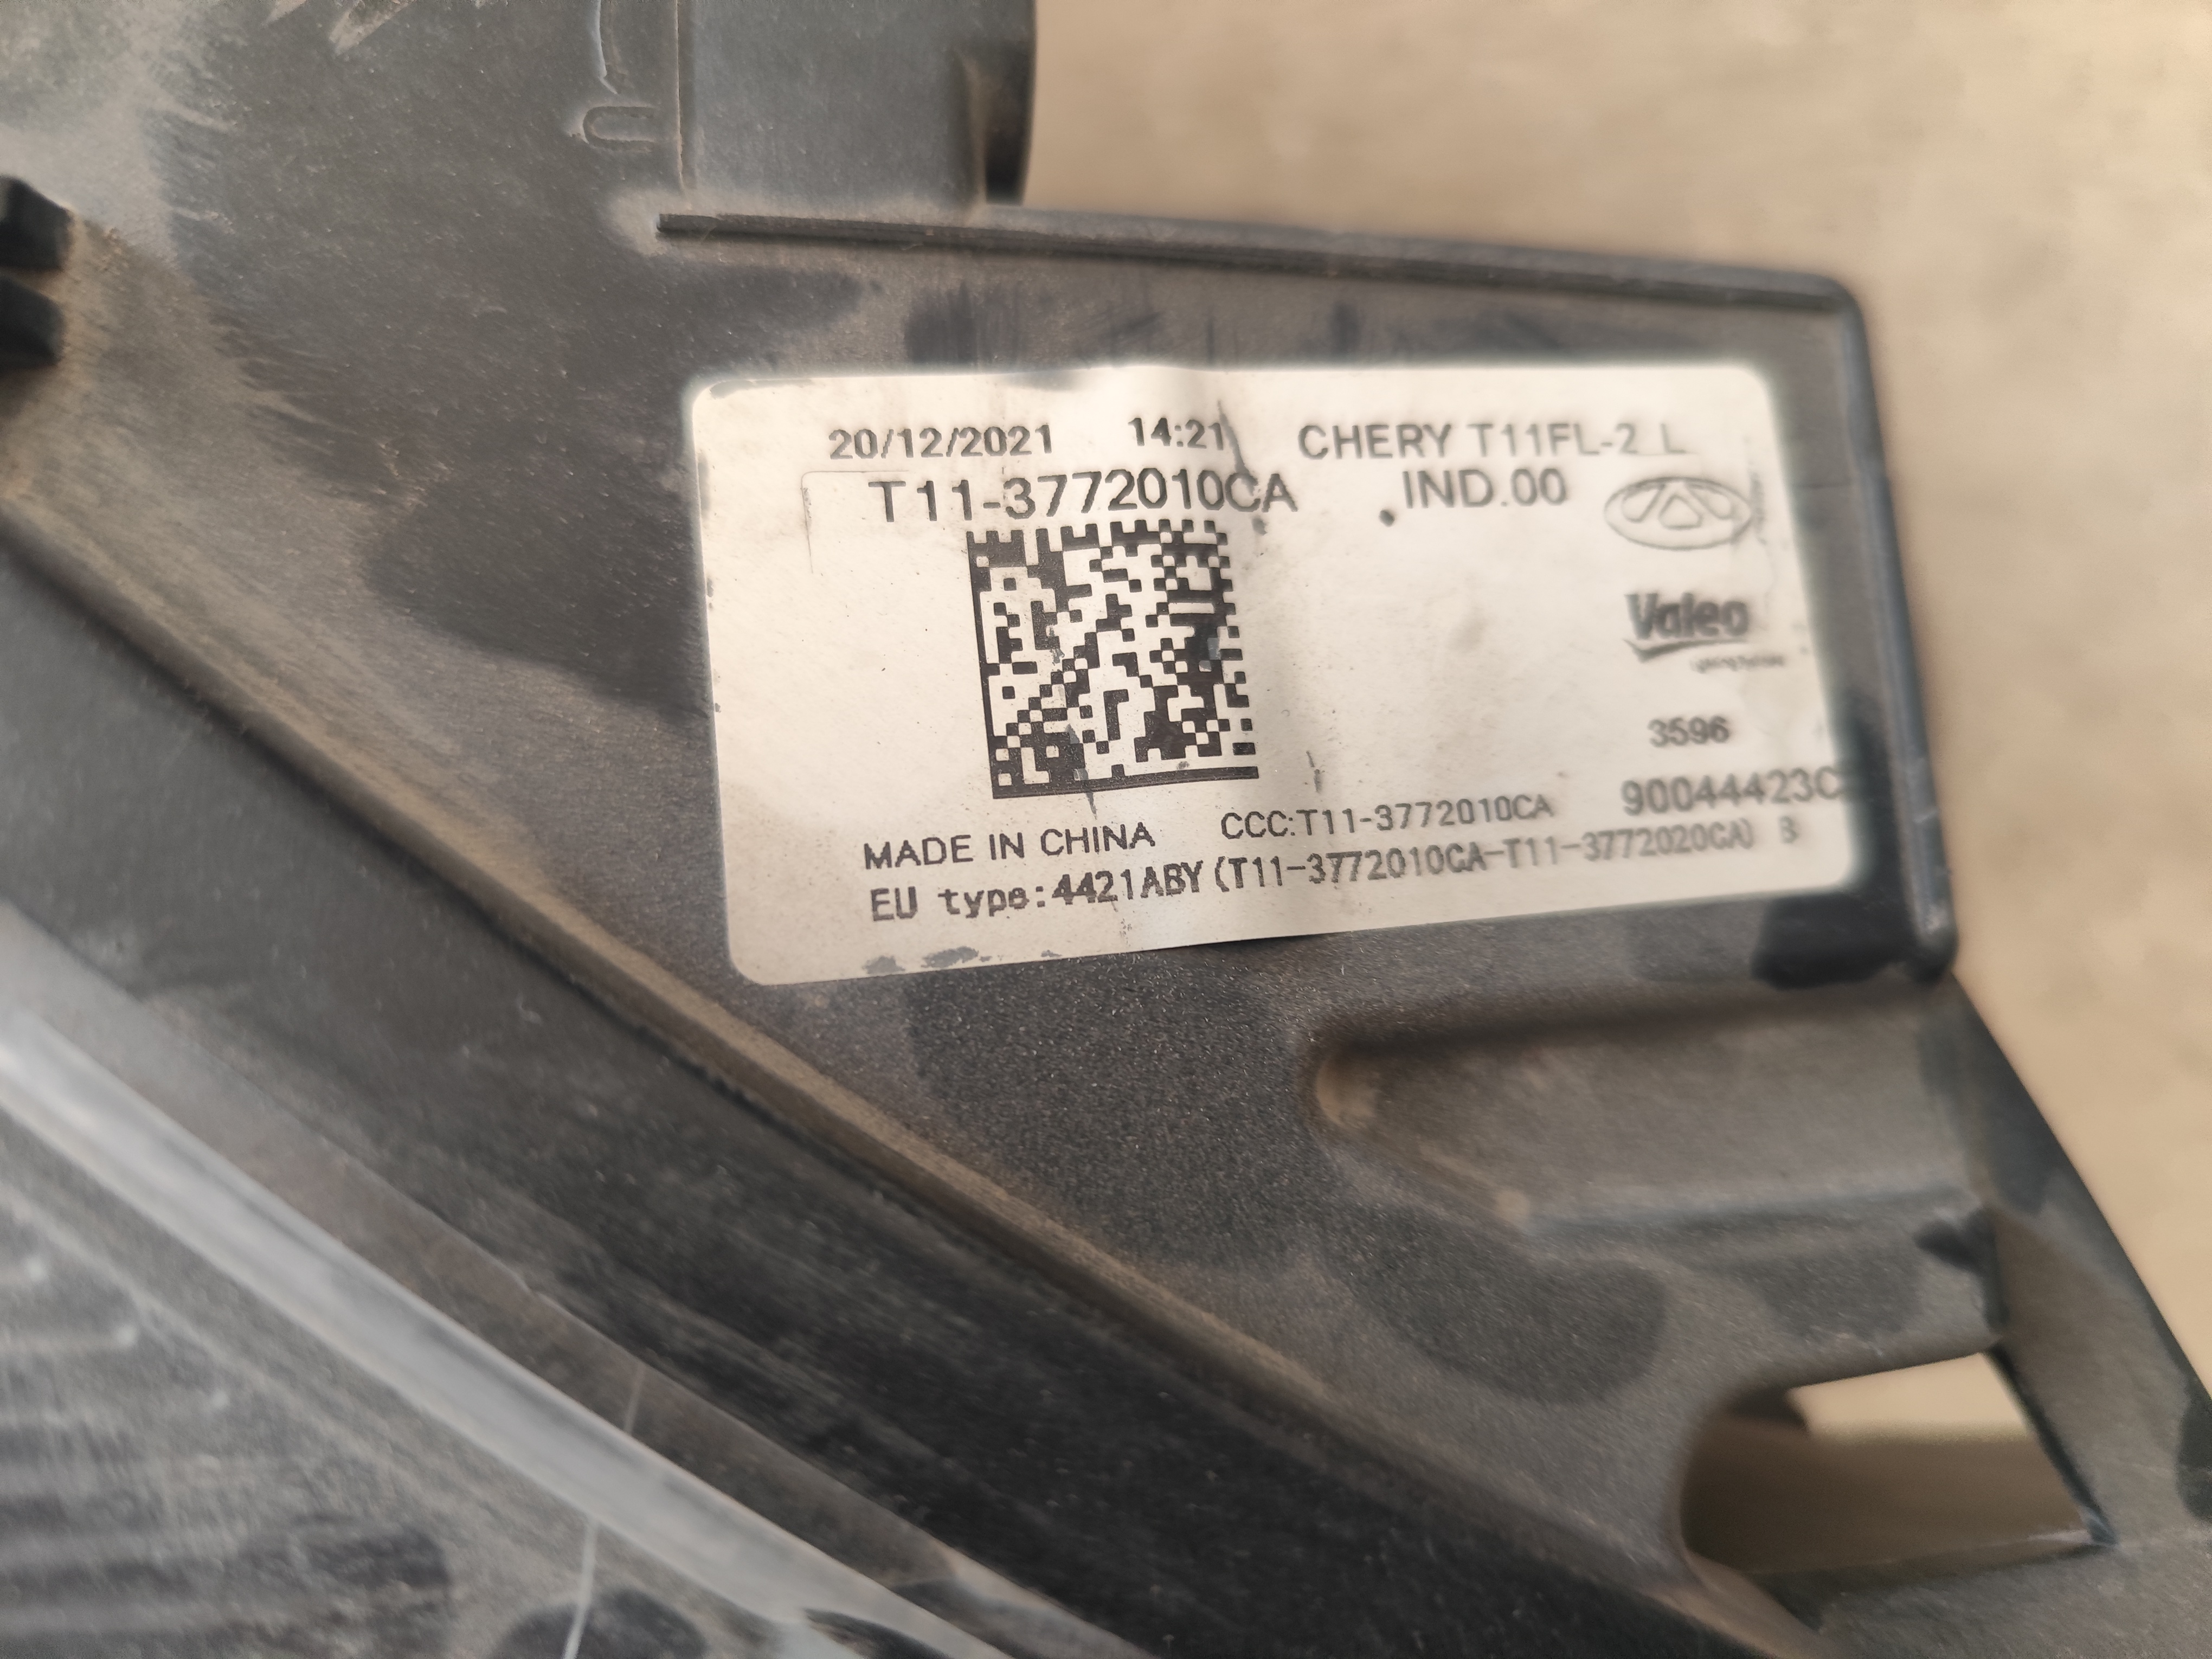 20/12/2021 14:21 CHERY T11FL-2 L
T11-3772010CA IND.00
Valeo
3596
90044423C
MADE IN CHINA CCC:T11-3772010CA
EU type:4421ABY (T11-3772010CA-T11-3772020CA) B